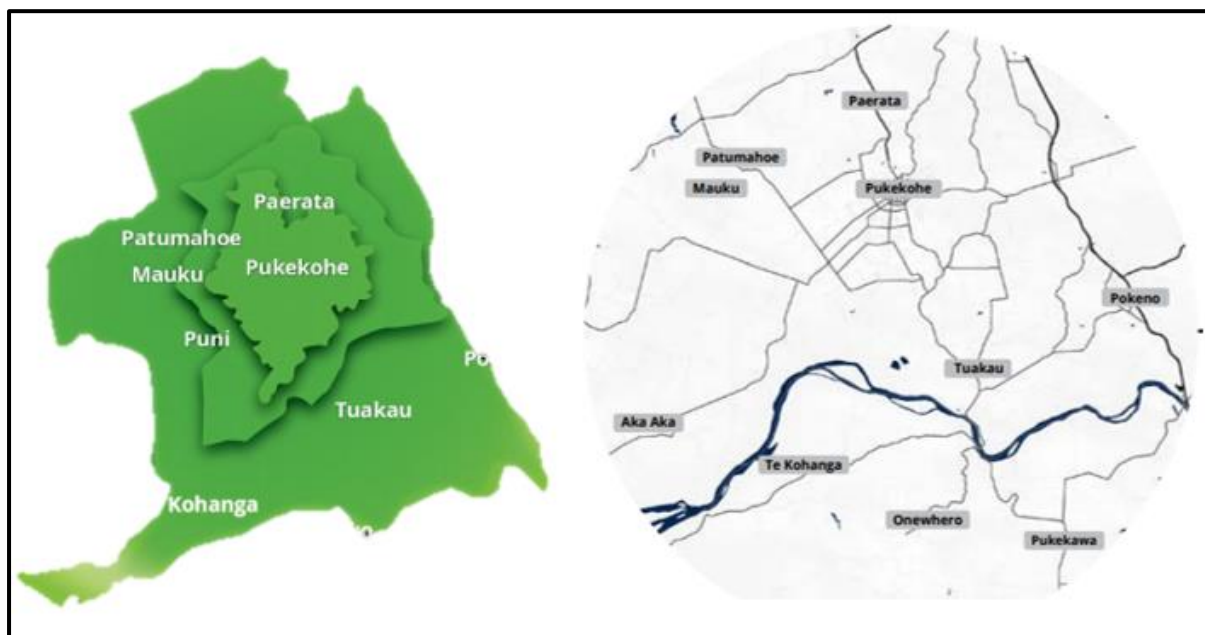 Paerata
Patumahoe
Pukekohe
Mauku
Puni
Po
Tuakau
Kohanga
Paerata
Patumahoe
Mauku
Pukekohe
Pokeno
Tuakau
Aka Aka
Te Kohanga
Onewhero
Pukekawa